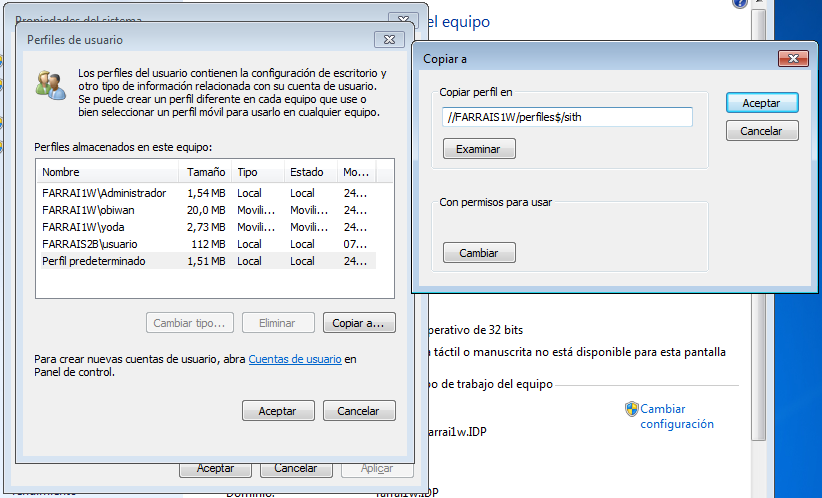 Propiedades del sistema
Perfiles de usuario
Los perfiles del usuario contienen la configuración de escritorio y
otro tipo de información relacionada con su cuenta de usuario.
Se puede crear un perfil diferente en cada equipo que use o
bien seleccionar un perfil móvil para usarlo en cualquier equipo.
Perfiles almacenados en este equipo:
Nombre Tamaño Tipo Estado Mo...
FARRAI1W\Administrador 1,54 MB Local Local 24...
FARRAI1W\obiwan 20,0 MB Movili... Movili... 24...
FARRAI1W\yoda 2,73 MB Movili... Movili... 24...
FARRAIS2B\usuario 112 MB Local Local 07...
Perfil predeterminado 1,51 MB Local Local 24...
Cambiar tipo... Eliminar Copiar a...
Para crear nuevas cuentas de usuario, abra Cuentas de usuario en
Panel de control.
Aceptar Cancelar
Aceptar Cancelar Aplicar
el equipo
Copiar a
Copiar perfil en
//FARRAIS1W/perfiles$/sith
Examinar
Aceptar
Cancelar
Con permisos para usar
Cambiar
perativo de 32 bits
táctil o manuscrita no está disponible para esta pantalla
po de trabajo del equipo
Cambiar
configuración
farrai1w.IDP
rendimiento
Dominio: farrai1w.IDP